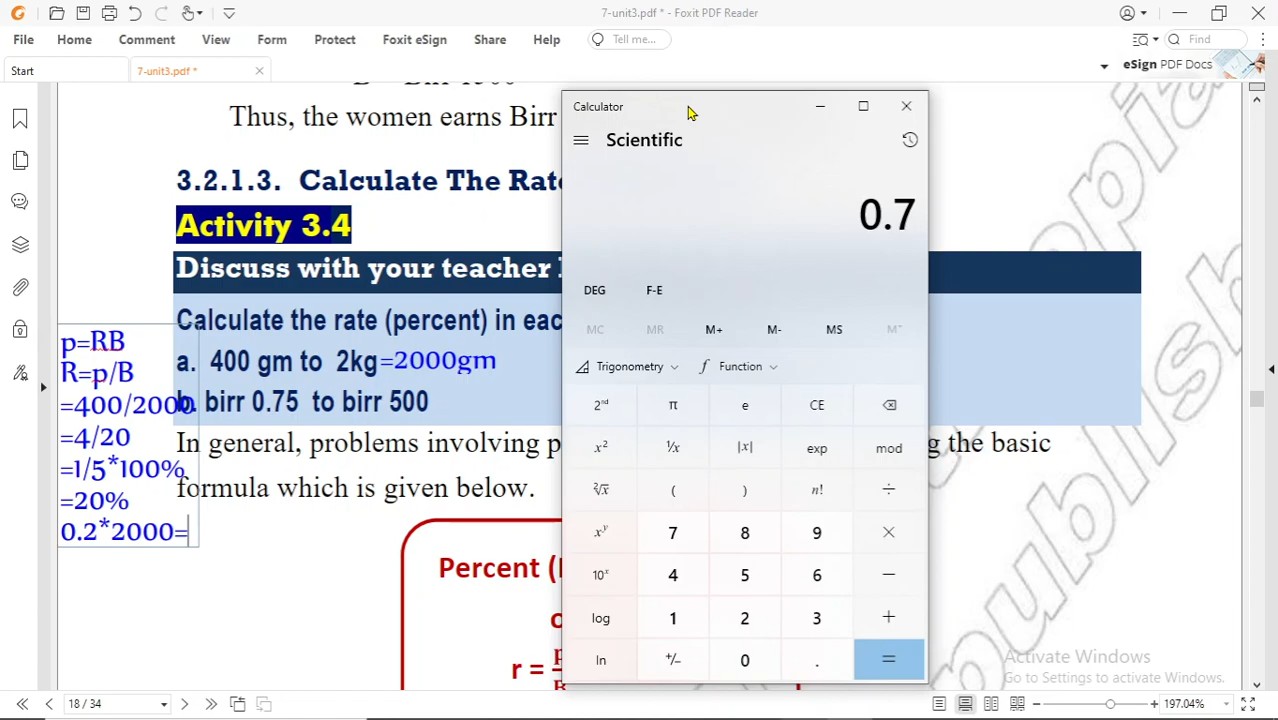 7-unit3.pdf * - Foxit PDF Reader
File Home Comment View Form Protect Foxit eSign Share Help Tell me... Find
Start 7-unit3.pdf * eSign PDF Docs
Thus, the women earns Birr
3.2.1.3. Calculate The Rate
Activity 3.4
Discuss with your teacher
Calculate the rate (percent) in each
a. 400 gm to 2kg=2000gm
b. birr 0.75 to birr 500
In general, problems involving p
g the basic
formula which is given below.
Percent (
r =
p=RB
R=p/B
=400/2000
=4/20
=1/5*100%
=20%
0.2*2000=
Calculator
Scientific
0.7
DEG F-E
MC MR M+ M- MS M˅
Trigonometry Function
2ⁿᵈ π e CE
x² ¹/x |x| exp mod
²√x ( ) n! ÷
xʸ 7 8 9 ×
10ˣ 4 5 6 −
log 1 2 3 +
ln +/− 0 . =
ethiopia
publish
Activate Windows
Go to Settings to activate Windows.
18 / 34 197.04%